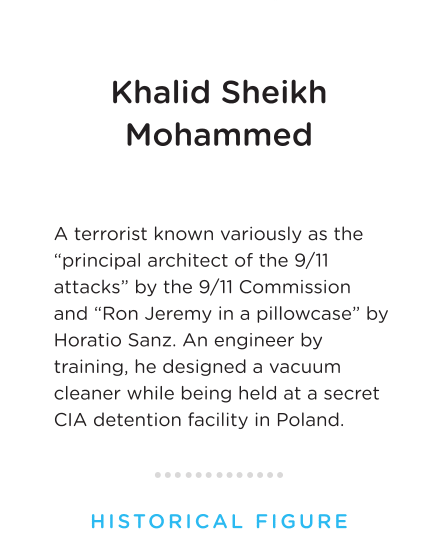 Khalid Sheikh
Mohammed
A terrorist known variously as the
“principal architect of the 9/11
attacks” by the 9/11 Commission
and “Ron Jeremy in a pillowcase” by
Horatio Sanz. An engineer by
training, he designed a vacuum
cleaner while being held at a secret
CIA detention facility in Poland.
HISTORICAL FIGURE